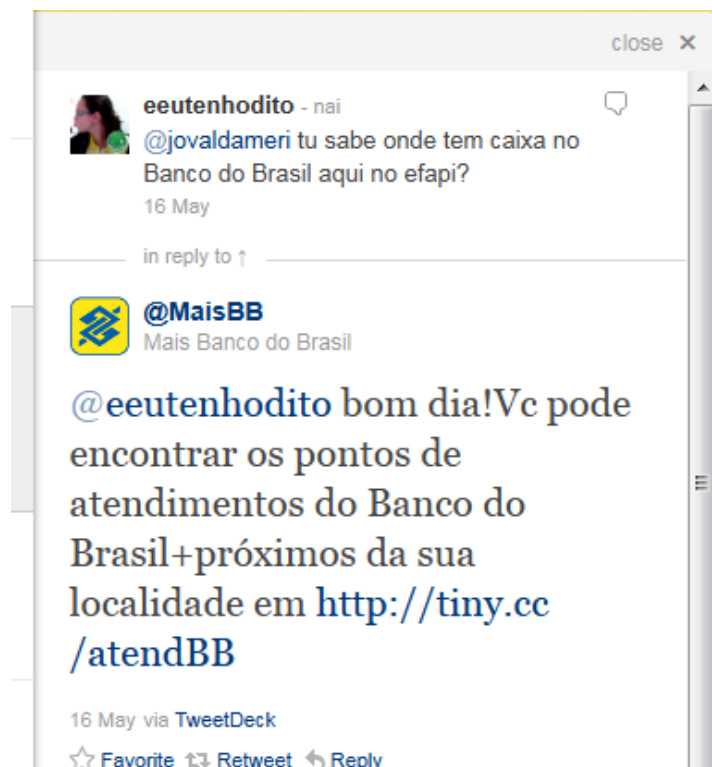 close ×
eeutenhodito - nai
@jovaldameri tu sabe onde tem caixa no
Banco do Brasil aqui no efapi?
16 May
in reply to ↑
@MaisBB
Mais Banco do Brasil
@eeutenhodito bom dia!Vc pode
encontrar os pontos de
atendimentos do Banco do
Brasil+próximos da sua
localidade em http://tiny.cc
/atendBB
16 May via TweetDeck
Favorite Retweet Reply